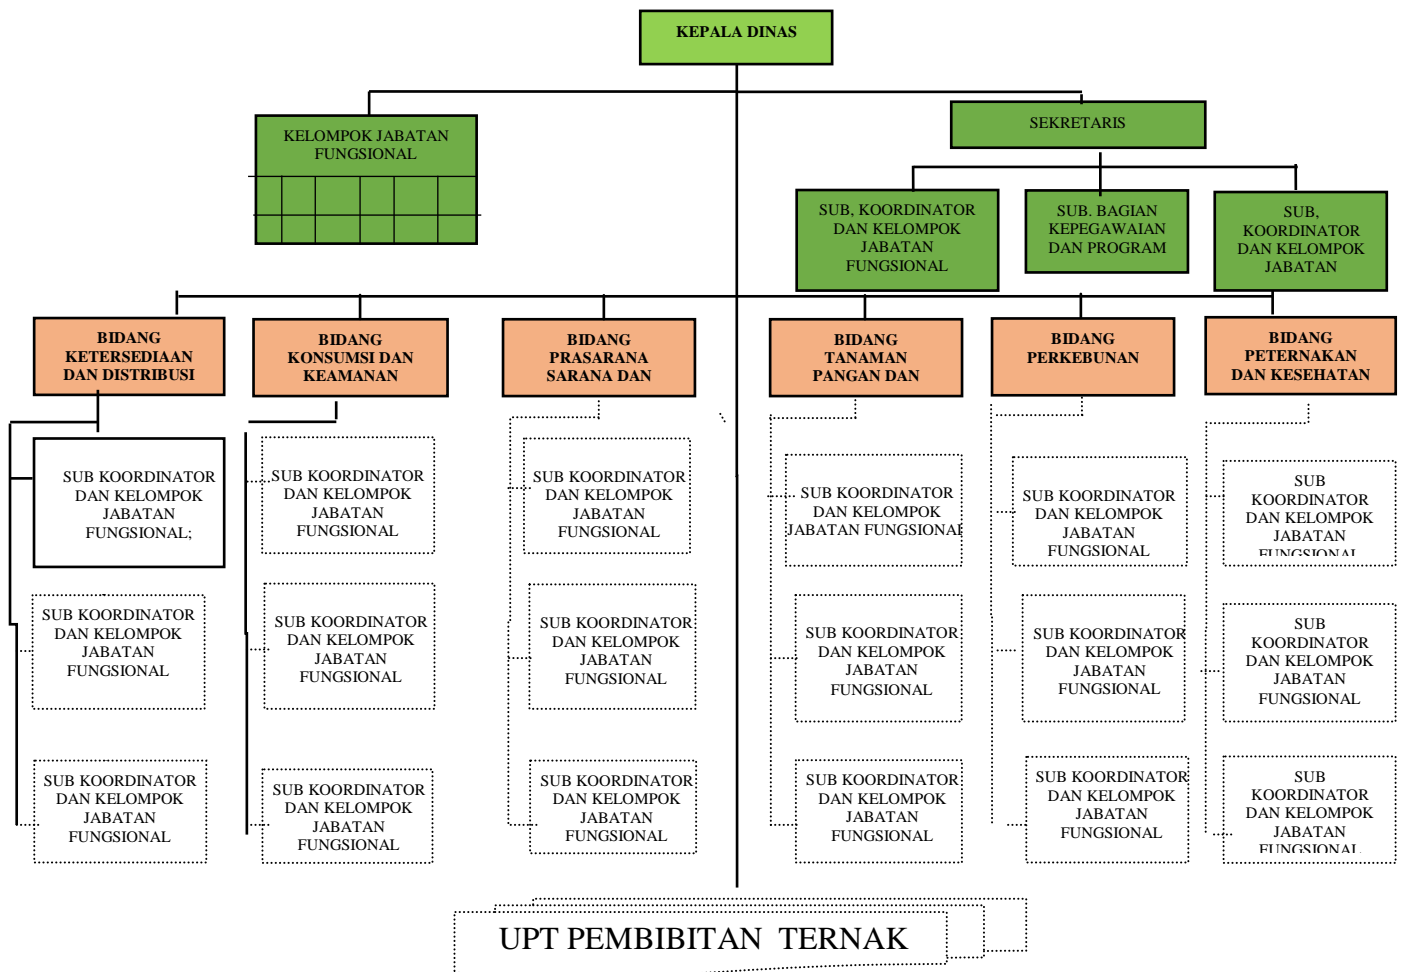 KEPALA DINAS
KELOMPOK JABATAN
FUNGSIONAL
SEKRETARIS
SUB, KOORDINATOR
DAN KELOMPOK
JABATAN
FUNGSIONAL
SUB. BAGIAN
KEPEGAWAIAN
DAN PROGRAM
SUB,
KOORDINATOR
DAN KELOMPOK
JABATAN
BIDANG
KETERSEDIAAN
DAN DISTRIBUSI
BIDANG
KONSUMSI DAN
KEAMANAN
BIDANG
PRASARANA
SARANA DAN
BIDANG
TANAMAN
PANGAN DAN
BIDANG
PERKEBUNAN
BIDANG
PETERNAKAN
DAN KESEHATAN
SUB KOORDINATOR
DAN KELOMPOK
JABATAN
FUNGSIONAL;
SUB KOORDINATOR
DAN KELOMPOK
JABATAN
FUNGSIONAL
SUB KOORDINATOR
DAN KELOMPOK
JABATAN
FUNGSIONAL
SUB KOORDINATOR
DAN KELOMPOK
JABATAN FUNGSIONAL
SUB KOORDINATOR
DAN KELOMPOK
JABATAN
FUNGSIONAL
SUB
KOORDINATOR
DAN KELOMPOK
JABATAN
FUNGSIONAL
SUB KOORDINATOR
DAN KELOMPOK
JABATAN
FUNGSIONAL
SUB KOORDINATOR
DAN KELOMPOK
JABATAN
FUNGSIONAL
SUB KOORDINATOR
DAN KELOMPOK
JABATAN
FUNGSIONAL
SUB KOORDINATOR
DAN KELOMPOK
JABATAN
FUNGSIONAL
SUB KOORDINATOR
DAN KELOMPOK
JABATAN
FUNGSIONAL
SUB
KOORDINATOR
DAN KELOMPOK
JABATAN
FUNGSIONAL
SUB KOORDINATOR
DAN KELOMPOK
JABATAN
FUNGSIONAL
SUB KOORDINATOR
DAN KELOMPOK
JABATAN
FUNGSIONAL
SUB KOORDINATOR
DAN KELOMPOK
JABATAN
FUNGSIONAL
SUB KOORDINATOR
DAN KELOMPOK
JABATAN
FUNGSIONAL
SUB KOORDINATOR
DAN KELOMPOK
JABATAN
FUNGSIONAL
SUB
KOORDINATOR
DAN KELOMPOK
JABATAN
FUNGSIONAL
UPT PEMBIBITAN TERNAK